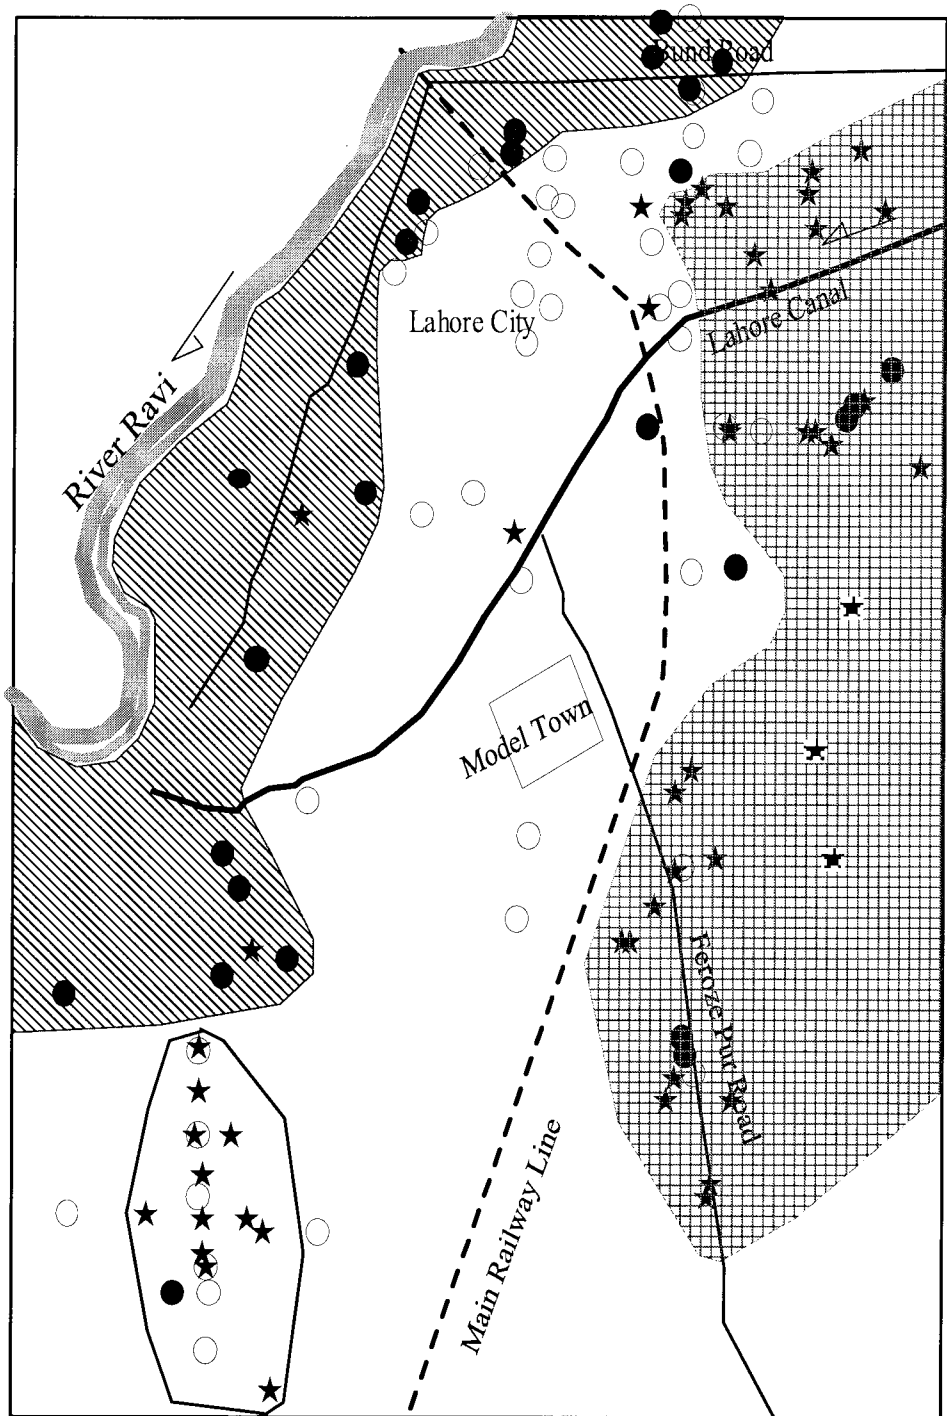 Bund Road
Lahore City
Lahore Canal
River Ravi
Model Town
Feroze Pur Road
Main Railway Line